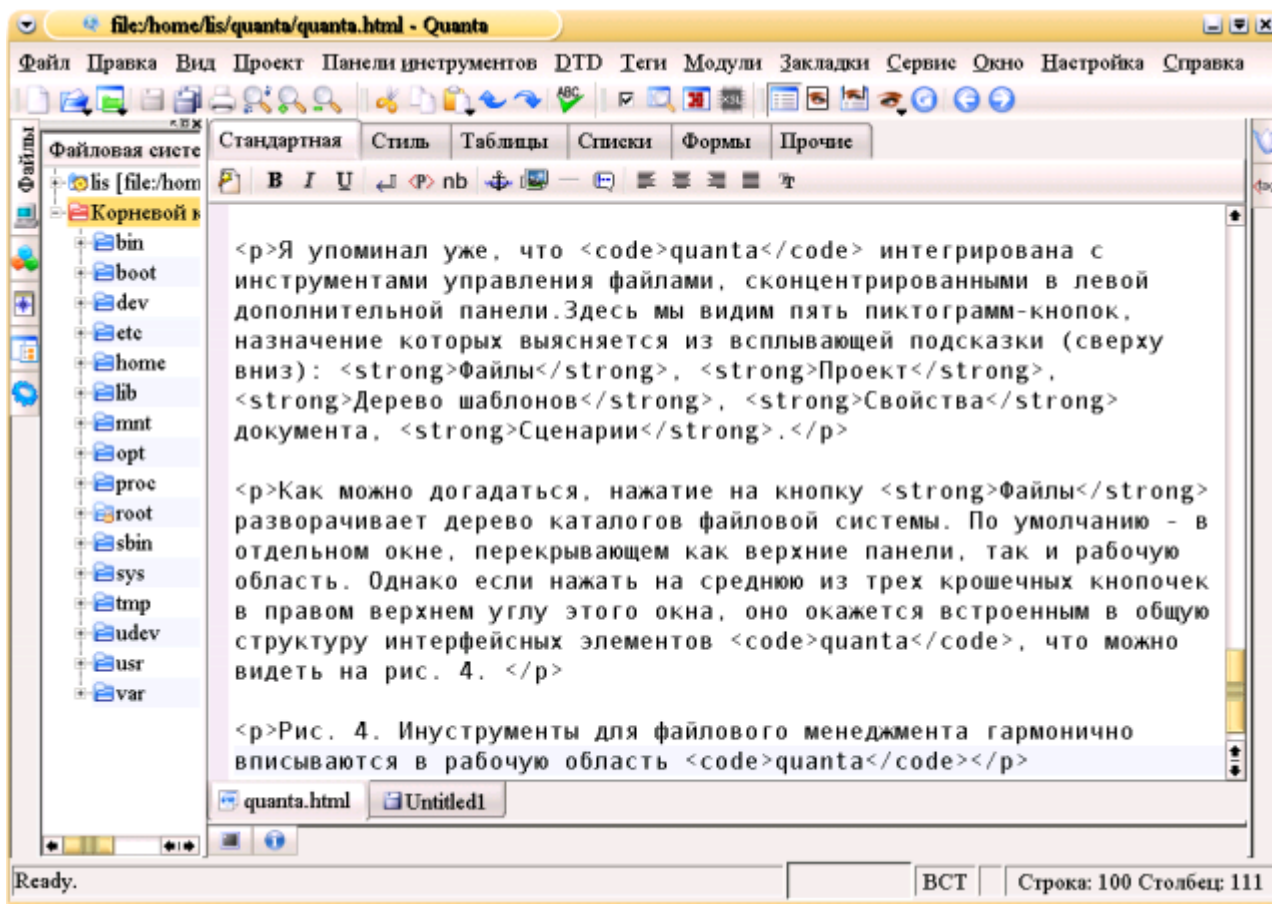 file:/home/lis/quanta/quanta.html - Quanta
Файл Правка Вид Проект Панели инструментов DTD Теги Модули Закладки Сервис Окно Настройка Справка
ABC
XSL
Файлы
Файловая систе
Стандартная Стиль Таблицы Списки Формы Прочие
lis [file:/hom
B I U <P> nb
Корневой к
bin
boot
dev
etc
home
lib
mnt
opt
proc
root
sbin
sys
tmp
udev
usr
var
<p>Я упоминал уже, что <code>quanta</code> интегрирована с
инструментами управления файлами, сконцентрированными в левой
дополнительной панели.Здесь мы видим пять пиктограмм-кнопок,
назначение которых выясняется из всплывающей подсказки (сверху
вниз): <strong>Файлы</strong>, <strong>Проект</strong>,
<strong>Дерево шаблонов</strong>, <strong>Свойства</strong>
документа, <strong>Сценарии</strong>.</p>
<p>Как можно догадаться, нажатие на кнопку <strong>Файлы</strong>
разворачивает дерево каталогов файловой системы. По умолчанию - в
отдельном окне, перекрывающем как верхние панели, так и рабочую
область. Однако если нажать на среднюю из трех крошечных кнопочек
в правом верхнем углу этого окна, оно окажется встроенным в общую
структуру интерфейсных элементов <code>quanta</code>, что можно
видеть на рис. 4. </p>
<p>Рис. 4. Инуструменты для файлового менеджмента гармонично
вписываются в рабочую область <code>quanta</code></p>
quanta.html Untitled1
Ready.
ВСТ
Строка: 100 Столбец: 111